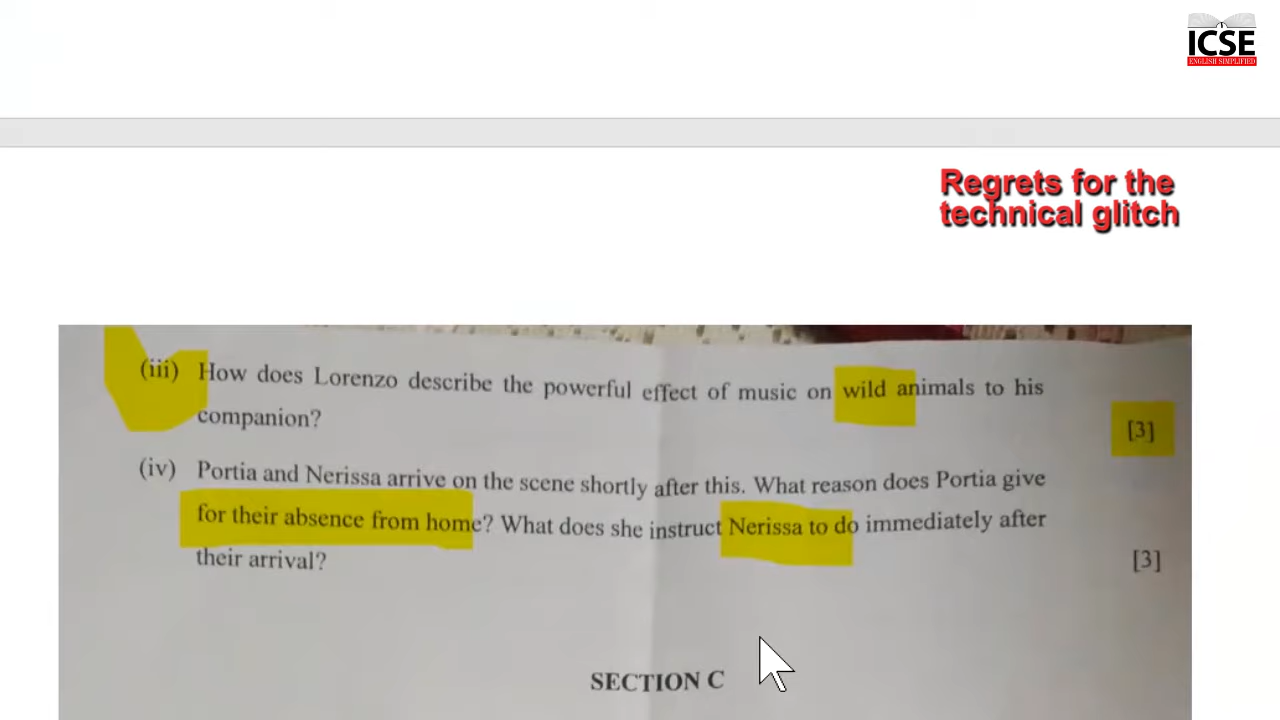 ICSE
ENGLISH SIMPLIFIED
Regrets for the
technical glitch
(iii) How does Lorenzo describe the powerful effect of music on wild animals to his
companion? [3]
(iv) Portia and Nerissa arrive on the scene shortly after this. What reason does Portia give
for their absence from home? What does she instruct Nerissa to do immediately after
their arrival? [3]
SECTION C